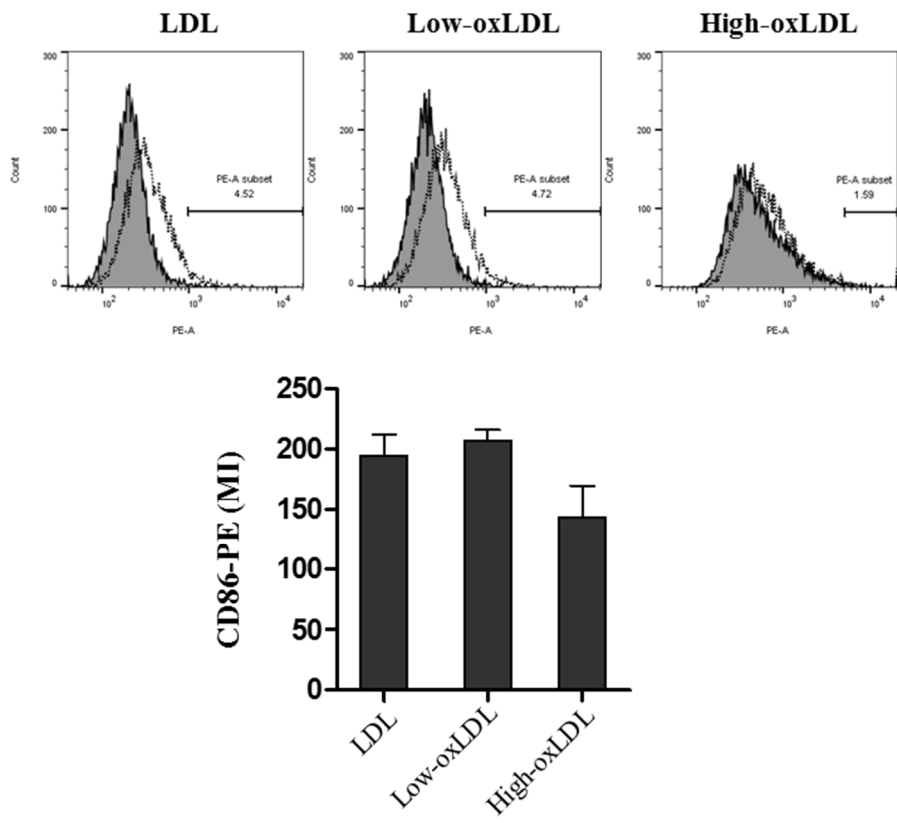 LDL
Low-oxLDL
High-oxLDL
300
200
100
0
Count
PE-A subset
4.52
10²
10³
10⁴
PE-A
300
200
100
0
Count
PE-A subset
4.72
10²
10³
10⁴
PE-A
300
200
100
0
Count
PE-A subset
1.59
10²
10³
10⁴
PE-A
250
200
150
100
50
0
CD86-PE (MI)
LDL
Low-oxLDL
High-oxLDL